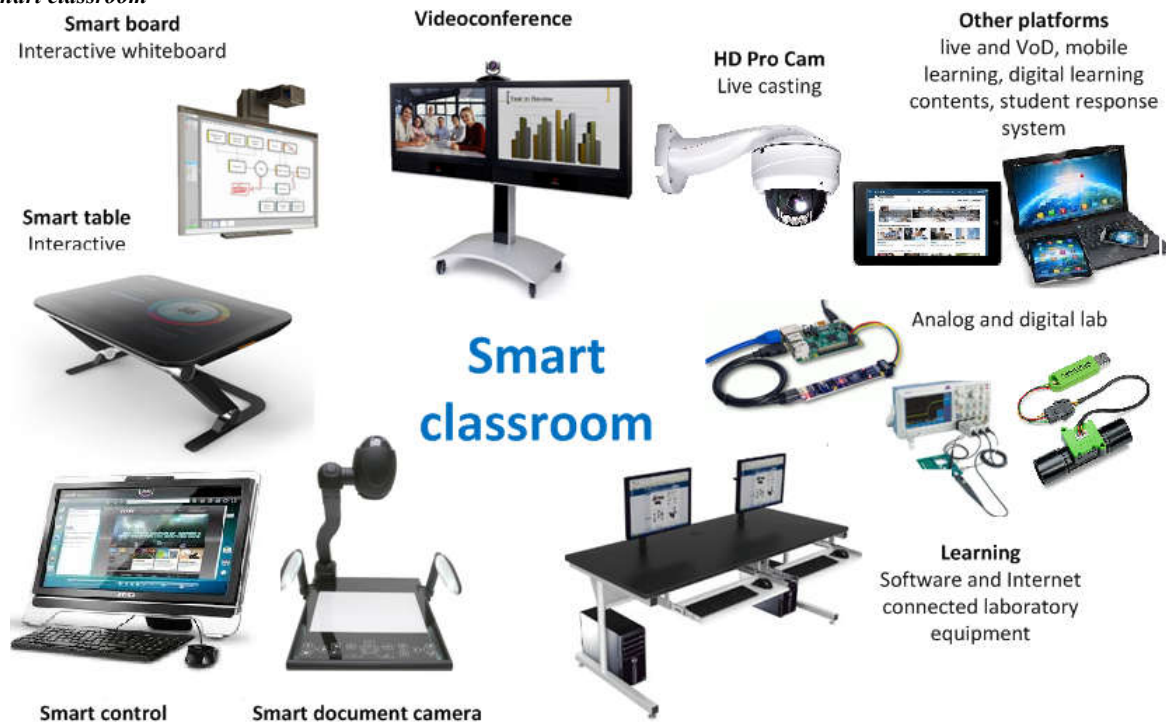 Smart board
Interactive whiteboard
Videoconference
HD Pro Cam
Live casting
Other platforms
live and VoD, mobile
learning, digital learning
contents, student response
system
Smart table
Interactive
Smart
classroom
Analog and digital lab
Learning
Software and Internet
connected laboratory
equipment
Smart control
Smart document camera